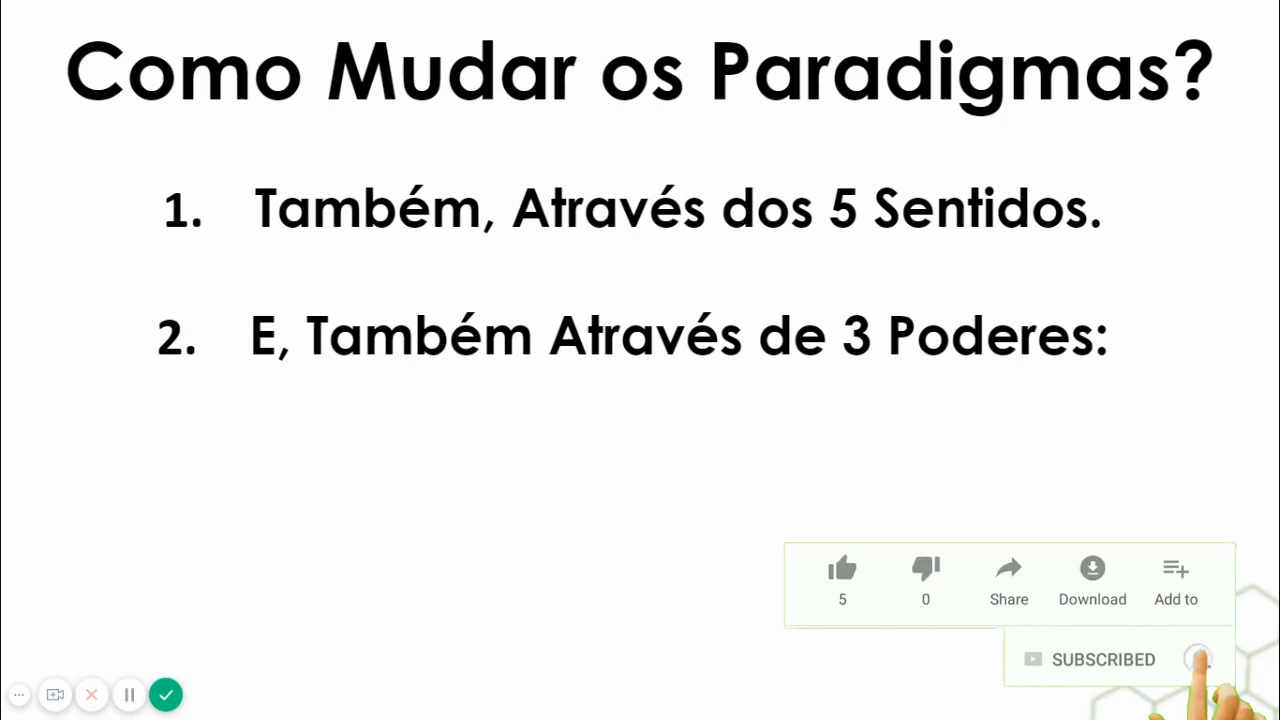 Como Mudar os Paradigmas?
1. Também, Através dos 5 Sentidos.
2. E, Também Através de 3 Poderes:
5 0 Share Download Add to
SUBSCRIBED